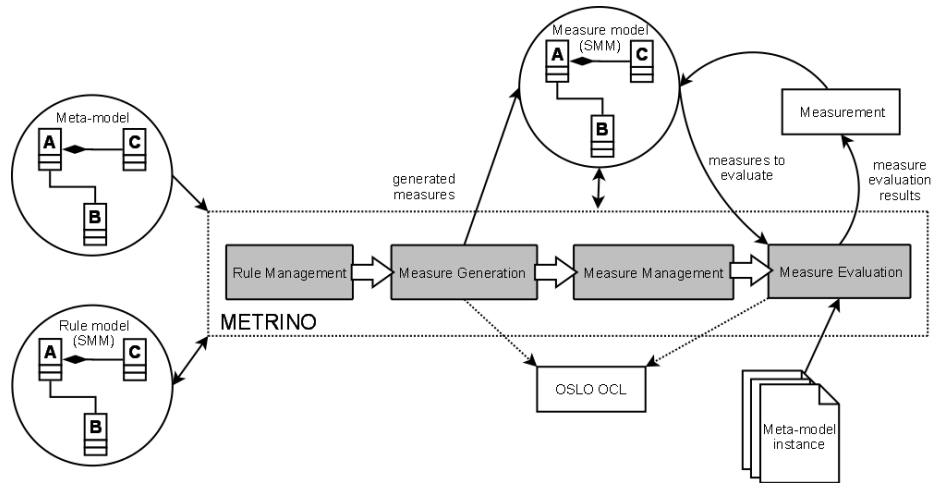 Measure model
(SMM)
A
C
B
Meta-model
A
C
B
Measurement
generated
measures
measures to
evaluate
measure
evaluation
results
Rule Management
Measure Generation
Measure Management
Measure Evaluation
METRINO
Rule model
(SMM)
A
C
B
OSLO OCL
Meta-model
instance